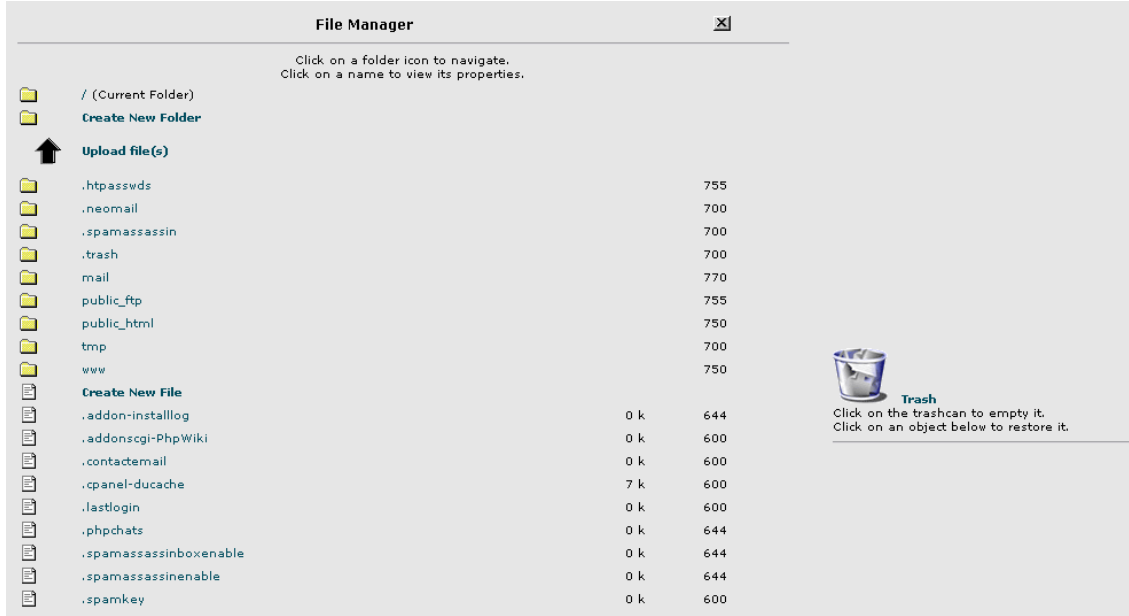 File Manager
Click on a folder icon to navigate.
Click on a name to view its properties.
/ (Current Folder)
Create New Folder
Upload file(s)
.htpasswds 755
.neomail 700
.spamassassin 700
.trash 700
mail 770
public_ftp 755
public_html 750
tmp 700
www 750
Create New File
.addon-installlog 0 k 644
.addonscgi-PhpWiki 0 k 600
.contactemail 0 k 600
.cpanel-ducache 7 k 600
.lastlogin 0 k 600
.phpchats 0 k 644
.spamassassinboxenable 0 k 644
.spamassassinenable 0 k 644
.spamkey 0 k 600
Trash
Click on the trashcan to empty it.
Click on an object below to restore it.